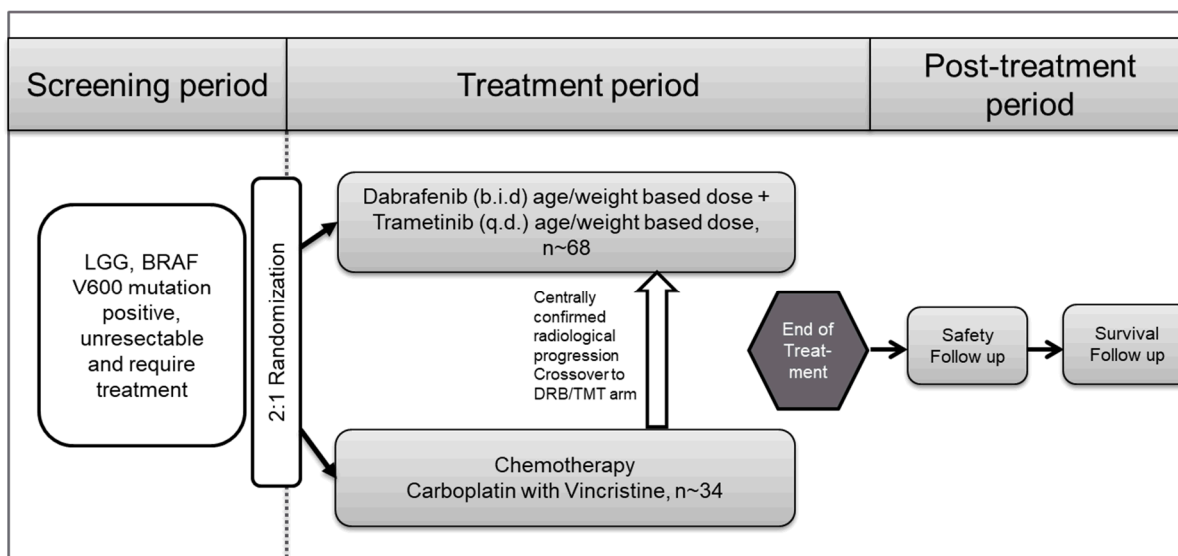 Screening period
Treatment period
Post-treatment
period
LGG, BRAF
V600 mutation
positive,
unresectable
and require
treatment
2:1 Randomization
Dabrafenib (b.i.d) age/weight based dose +
Trametinib (q.d.) age/weight based dose,
n~68
Centrally
confirmed
radiological
progression
Crossover to
DRB/TMT arm
Chemotherapy
Carboplatin with Vincristine, n~34
End of
Treat-
ment
Safety
Follow up
Survival
Follow up